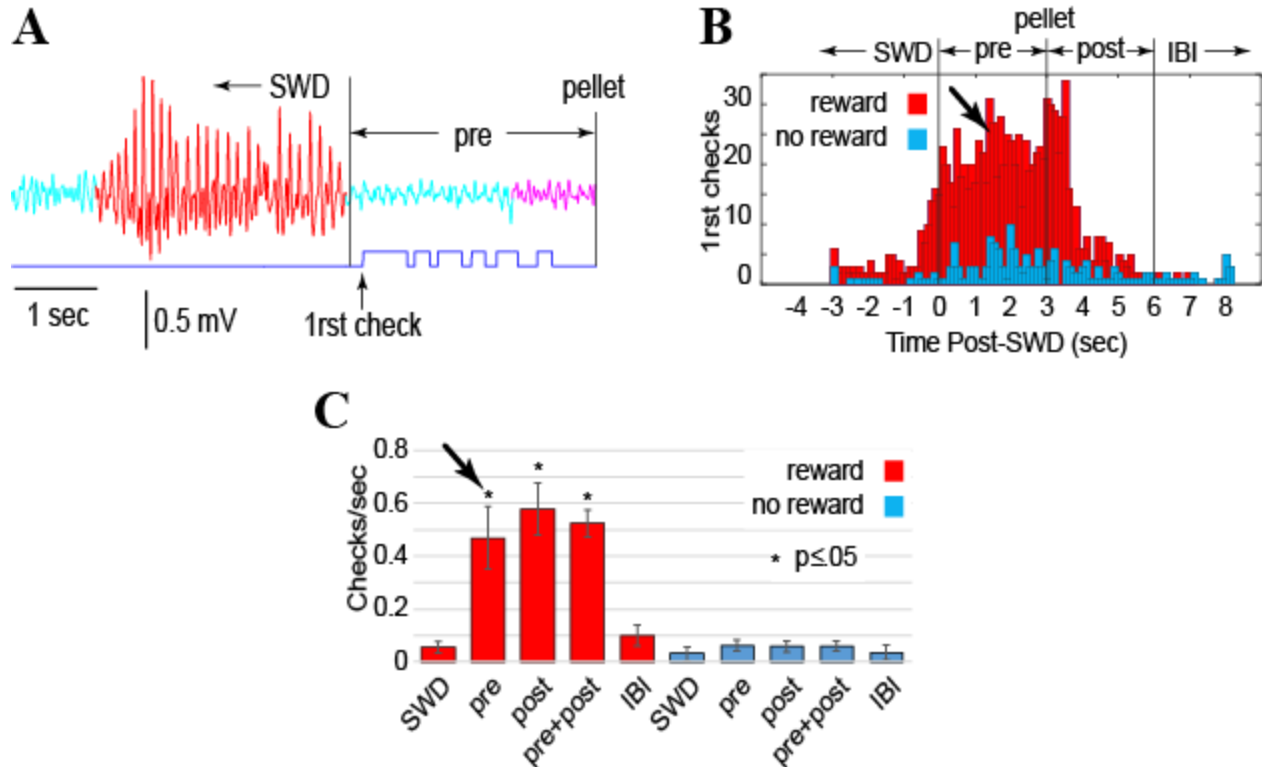 A
SWD
pellet
pre
1 sec
0.5 mV
1rst check
B
pellet
SWD
pre
post
IBI
reward
no reward
1rst checks
30
20
10
0
-4 -3 -2 -1 0 1 2 3 4 5 6 7 8
Time Post-SWD (sec)
C
Checks/sec
0.8
0.6
0.4
0.2
0
reward
no reward
* * *
* p≤.05
SWD pre post pre+post IBI SWD pre post pre+post IBI